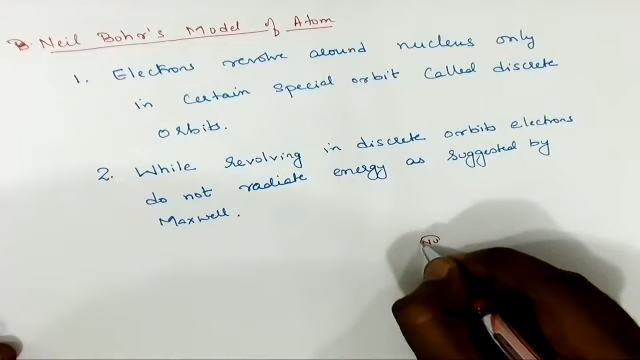 B. Neil Bohr's Model of Atom
1. Electrons revolve around nucleus only
in certain special orbit called discrete
orbits.
2. While revolving in discrete orbits electrons
do not radiate energy as suggested by
Maxwell.
NU